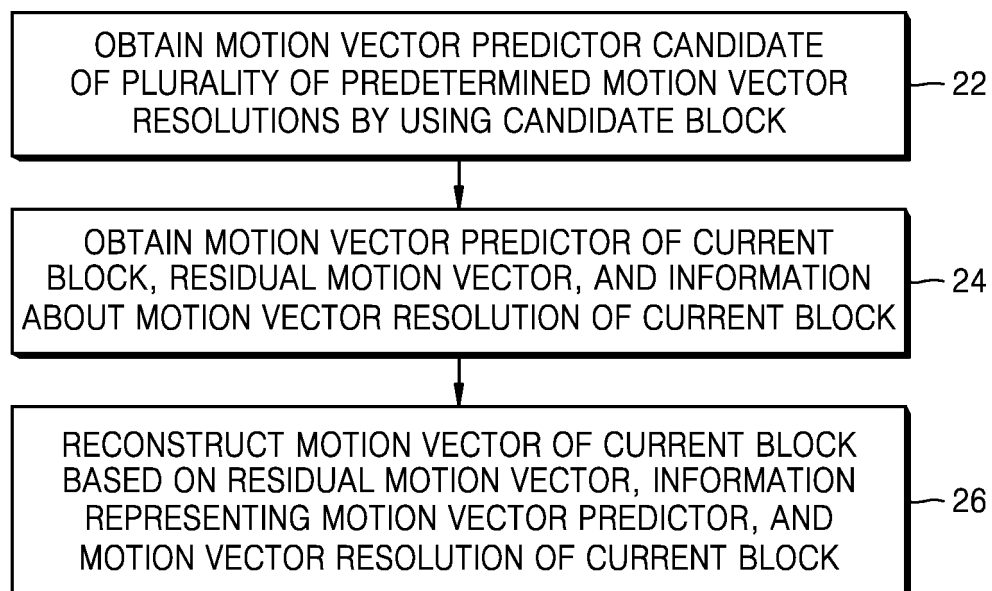 OBTAIN MOTION VECTOR PREDICTOR CANDIDATE
OF PLURALITY OF PREDETERMINED MOTION VECTOR
RESOLUTIONS BY USING CANDIDATE BLOCK
22
OBTAIN MOTION VECTOR PREDICTOR OF CURRENT
BLOCK, RESIDUAL MOTION VECTOR, AND INFORMATION
ABOUT MOTION VECTOR RESOLUTION OF CURRENT BLOCK
24
RECONSTRUCT MOTION VECTOR OF CURRENT BLOCK
BASED ON RESIDUAL MOTION VECTOR, INFORMATION
REPRESENTING MOTION VECTOR PREDICTOR, AND
MOTION VECTOR RESOLUTION OF CURRENT BLOCK
26